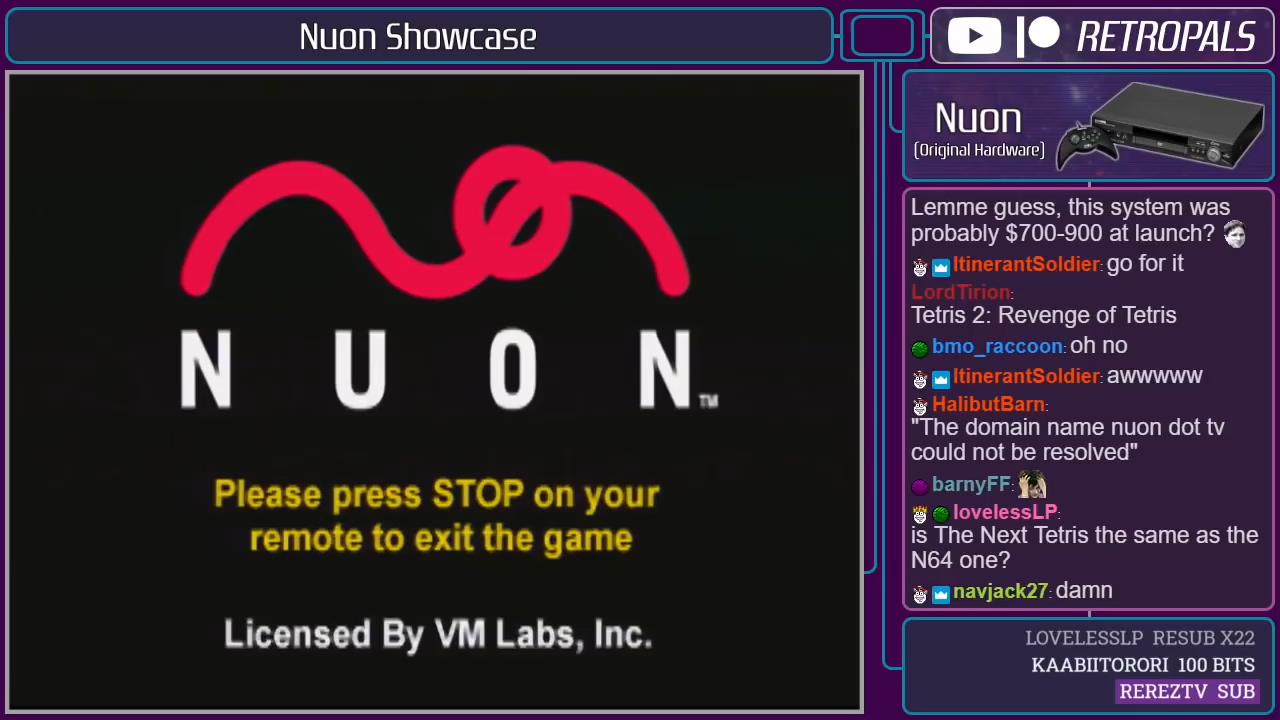 Nuon Showcase
RETROPALS
NUON
TM
Please press STOP on your
remote to exit the game
Licensed By VM Labs, Inc.
Nuon
(Original Hardware)
Lemme guess, this system was
probably $700-900 at launch?
ItinerantSoldier: go for it
LordTirion:
Tetris 2: Revenge of Tetris
bmo_raccoon: oh no
ItinerantSoldier: awwwww
HalibutBarn:
"The domain name nuon dot tv
could not be resolved"
barnyFF:
lovelessLP:
is The Next Tetris the same as the
N64 one?
navjack27: damn
LOVELESSLP RESUB X22
KAABIITORORI 100 BITS
REREZTV SUB